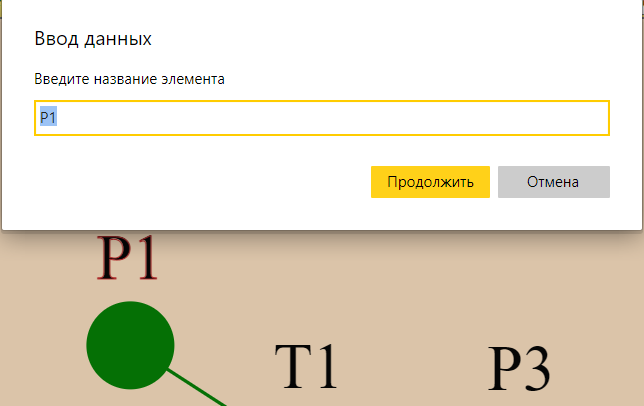 Ввод данных
Введите название элемента
P1
Продолжить Отмена
P1
T1 P3